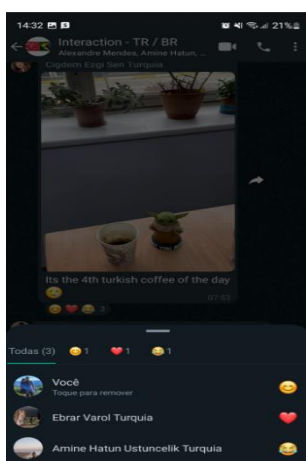 14:32
21%
Interaction - TR / BR
Alexandre Mendes, Amine Hatun, ...
Cigdem Ezgi Sen Turquia
Its the 4th turkish coffee of the day
07:53
3
Todas (3) 1 1 1
Você
Toque para remover
Ebrar Varol Turquia
Amine Hatun Ustuncelik Turquia